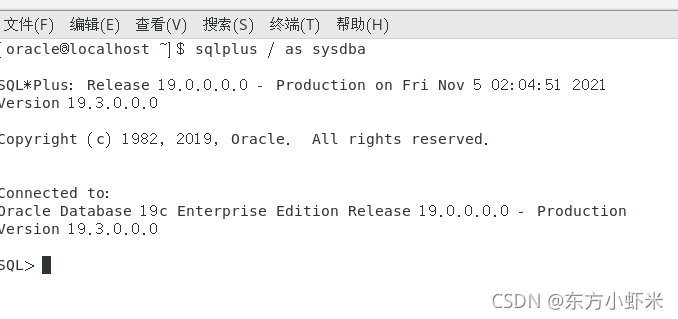 文件(F) 编辑(E) 查看(V) 搜索(S) 终端(T) 帮助(H)
[oracle@localhost ~]$ sqlplus / as sysdba
SQL*Plus: Release 19.0.0.0.0 - Production on Fri Nov 5 02:04:51 2021
Version 19.3.0.0.0
Copyright (c) 1982, 2019, Oracle.  All rights reserved.
Connected to:
Oracle Database 19c Enterprise Edition Release 19.0.0.0.0 - Production
Version 19.3.0.0.0
SQL>
CSDN @东方小虾米